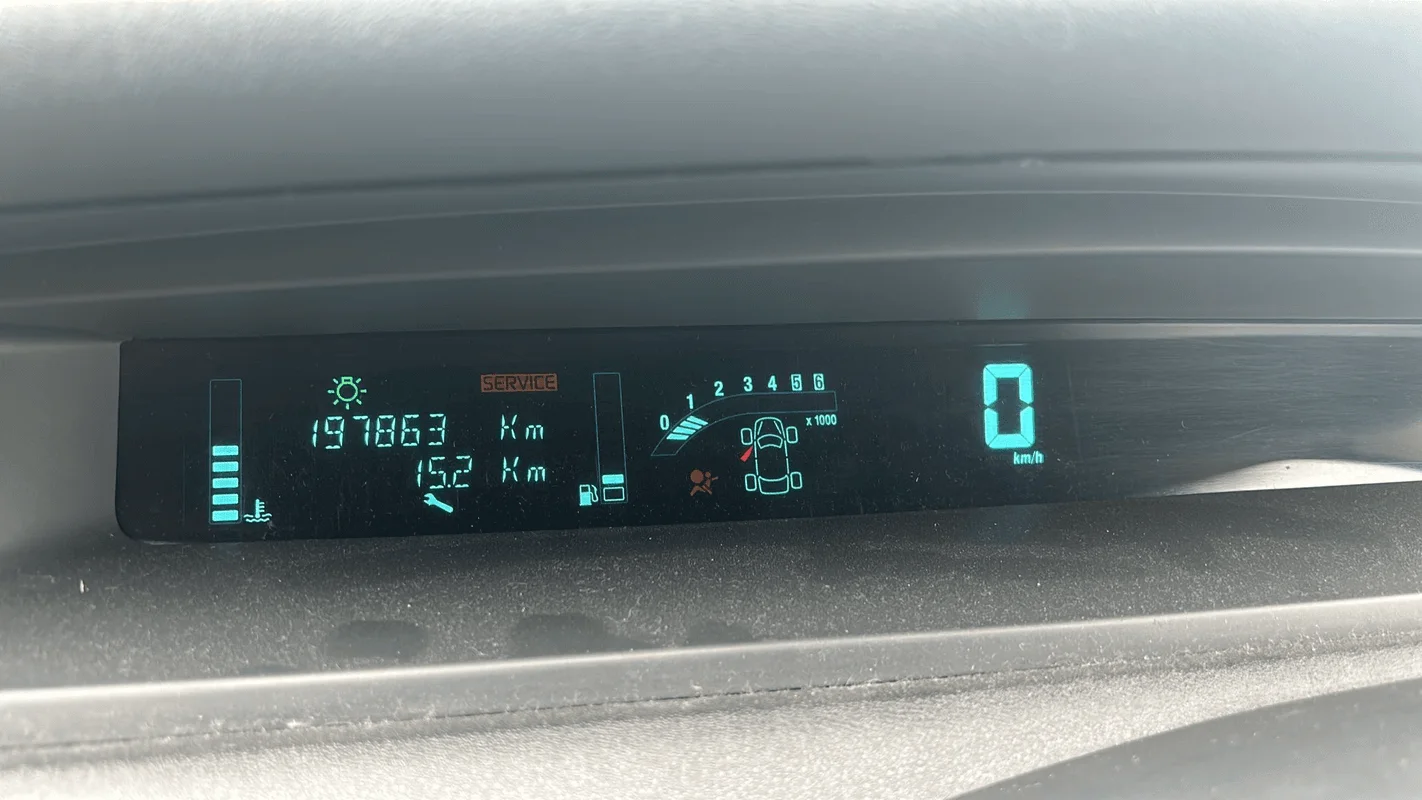 SERVICE
197863 Km
15.2 Km
0 1 2 3 4 5 6
x 1000
0
km/h